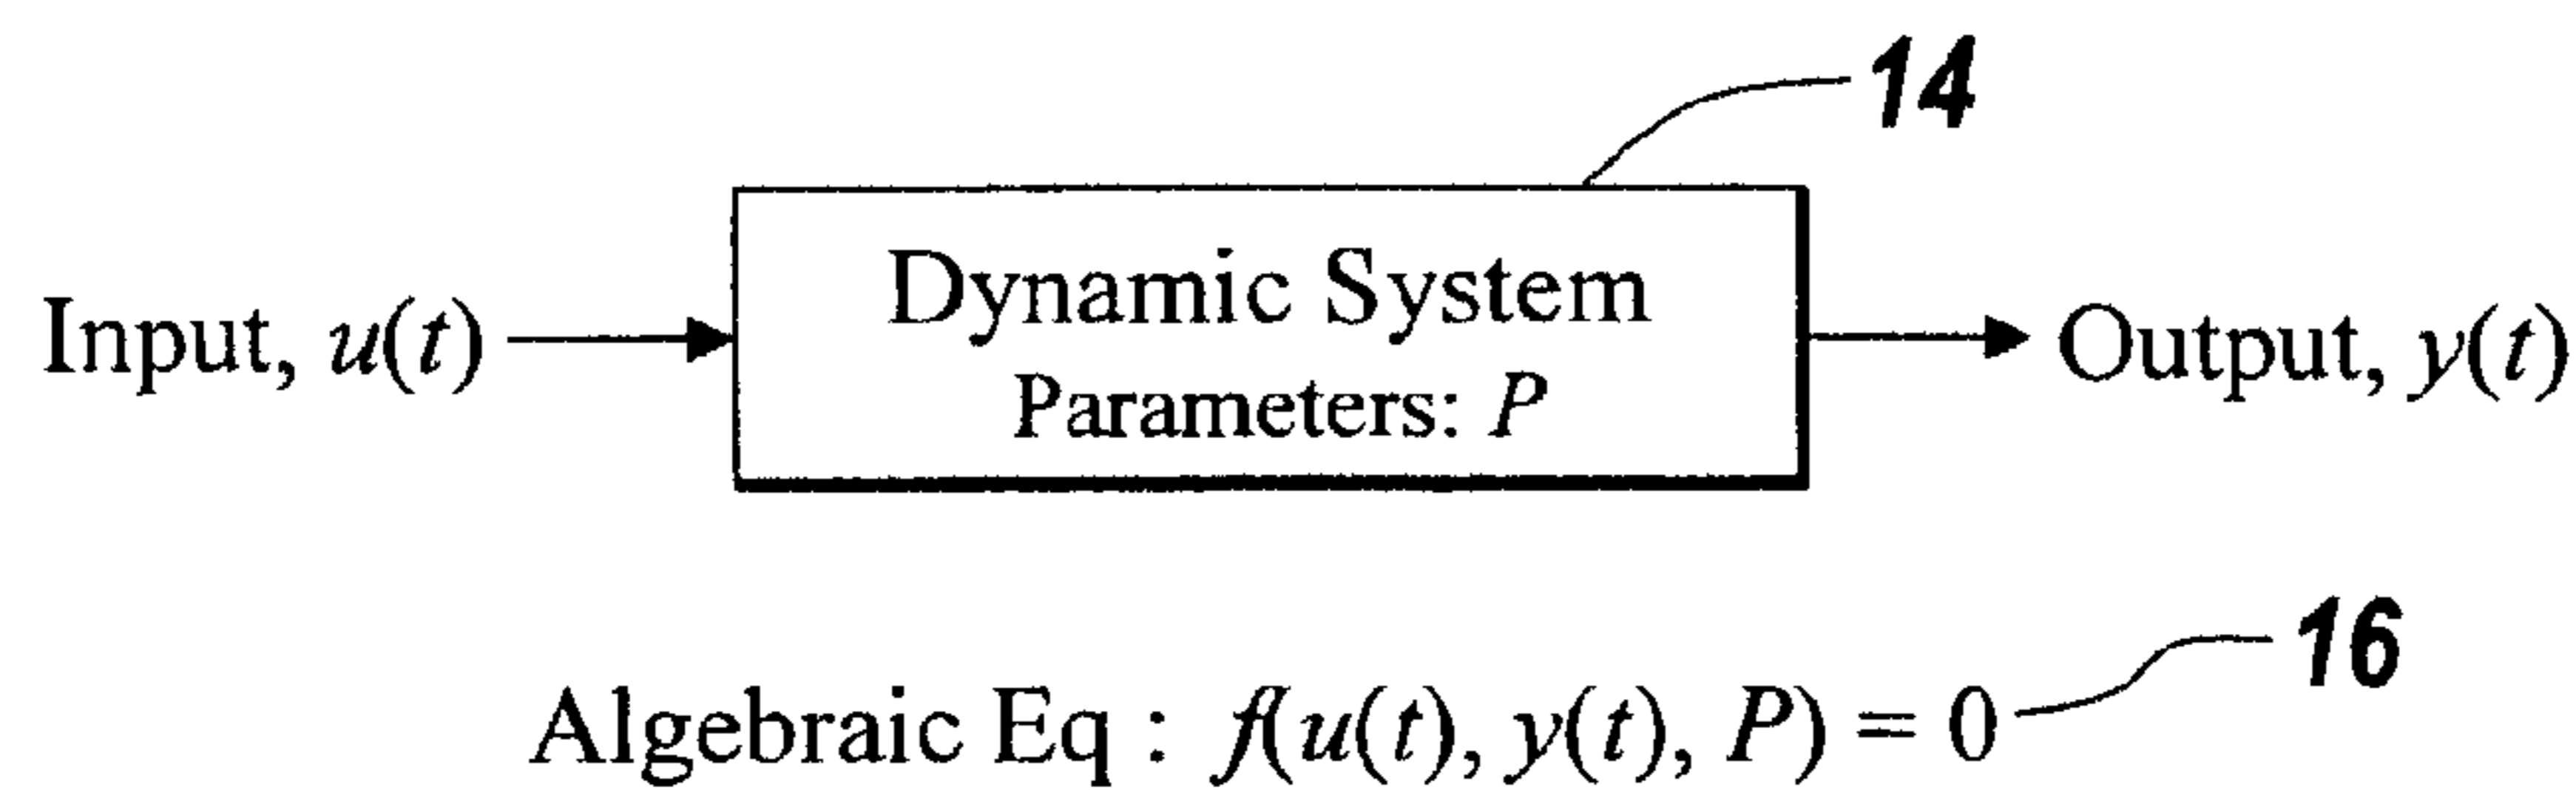 14
Dynamic System
Input, u(t)
Output, y(t)
Parameters: P
16
Algebraic Eq : f(u(t), y(t), P) = 0